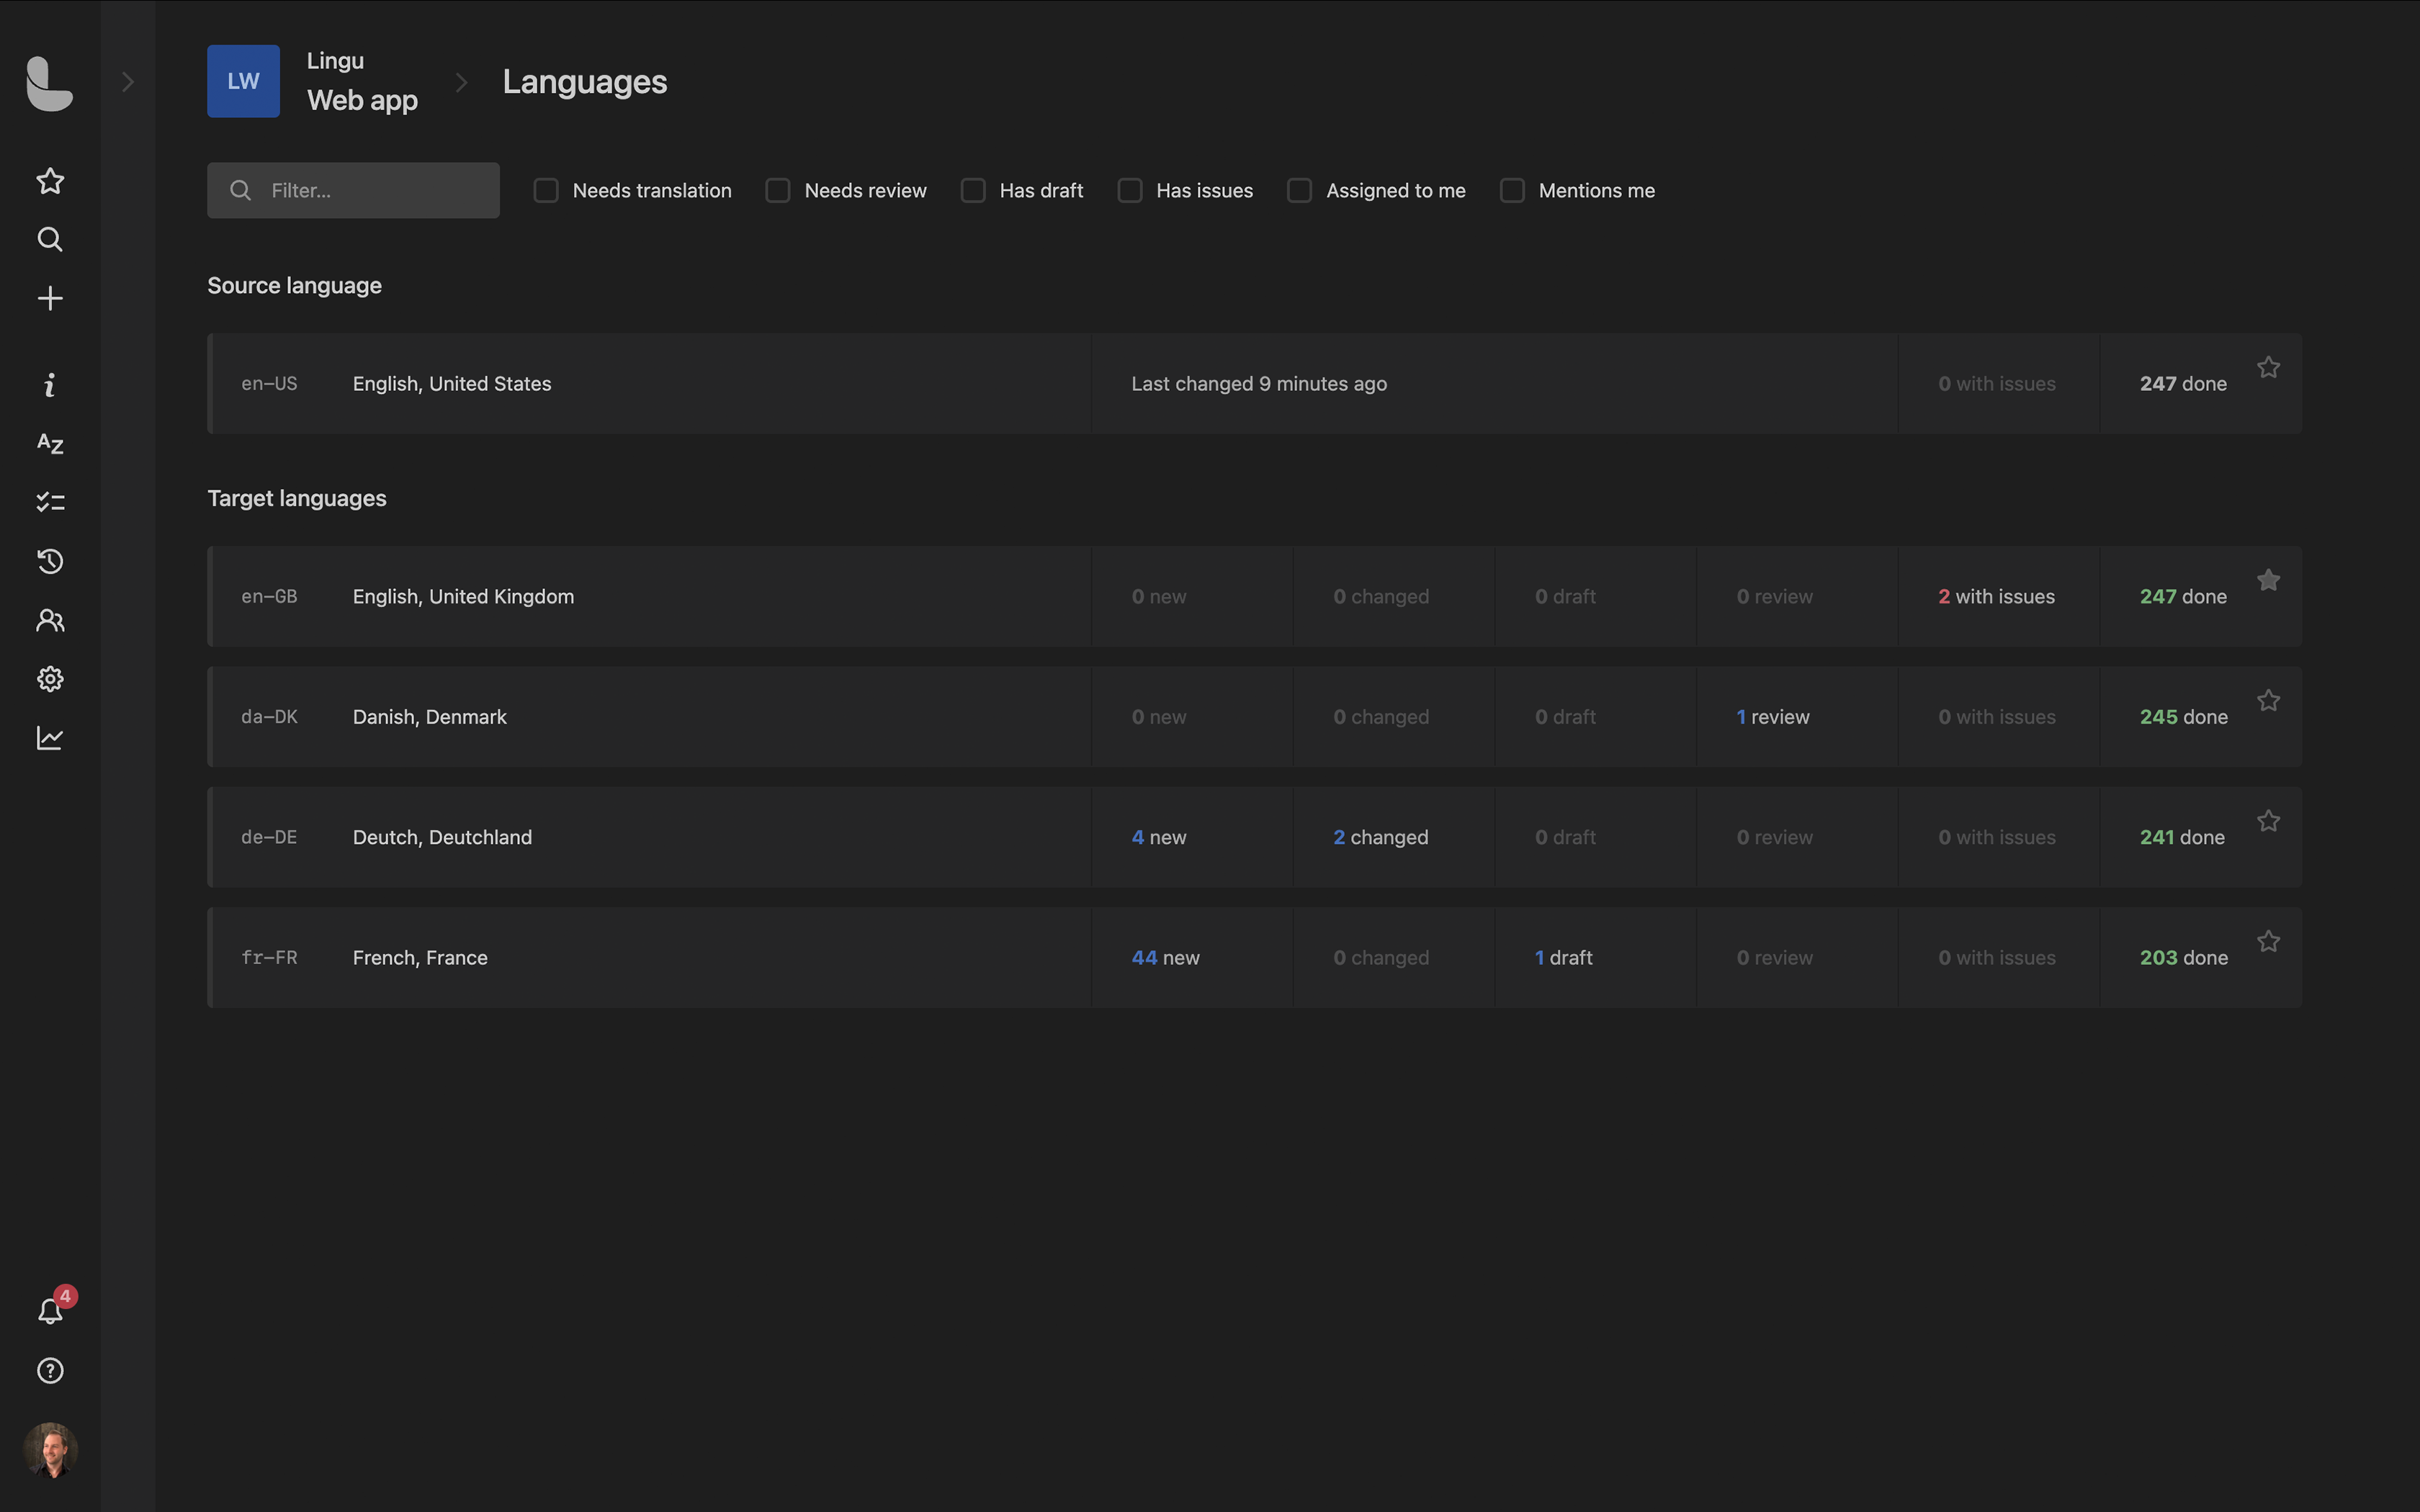 LW
Lingu
Web app
Languages
Filter...
Needs translation
Needs review
Has draft
Has issues
Assigned to me
Mentions me
Source language
en–US English, United States Last changed 9 minutes ago 0 with issues 247 done
Target languages
en–GB English, United Kingdom 0 new 0 changed 0 draft 0 review 2 with issues 247 done
da–DK Danish, Denmark 0 new 0 changed 0 draft 1 review 0 with issues 245 done
de–DE Deutch, Deutchland 4 new 2 changed 0 draft 0 review 0 with issues 241 done
fr–FR French, France 44 new 0 changed 1 draft 0 review 0 with issues 203 done
AZ
4